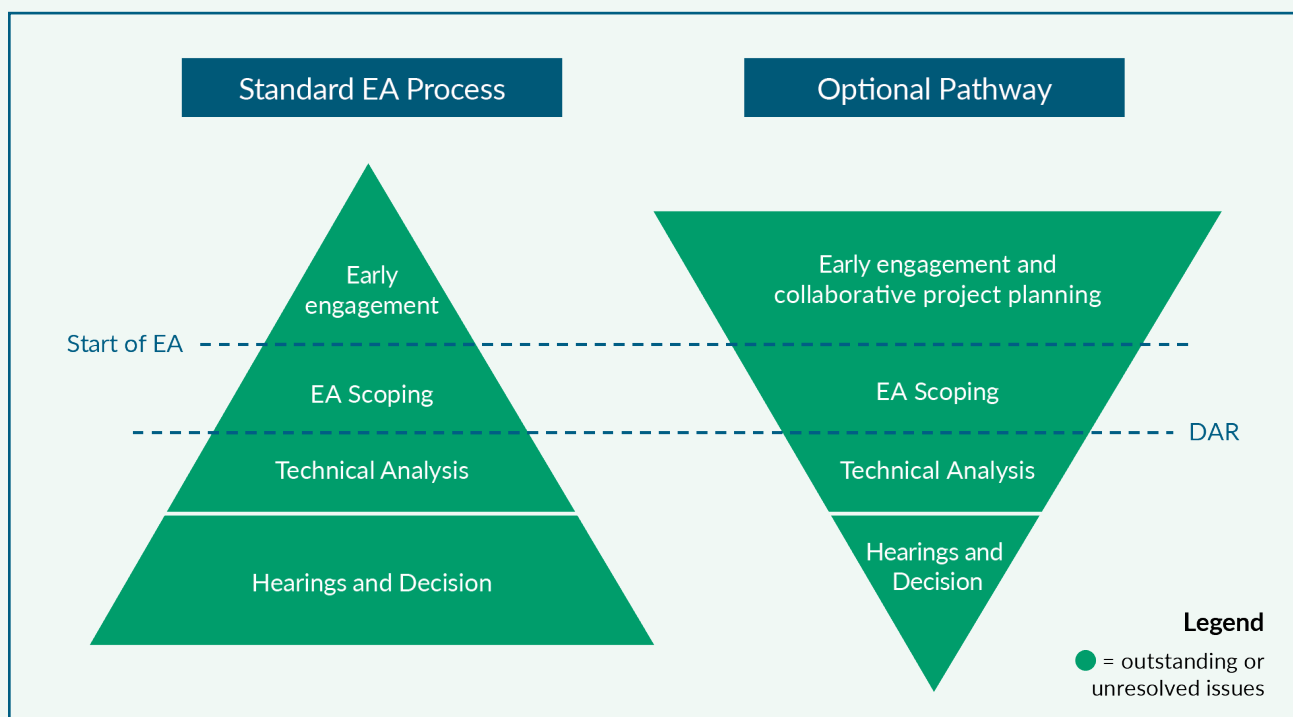 Standard EA Process
Optional Pathway
Early
engagement
Early engagement and
collaborative project planning
Start of EA
EA Scoping
EA Scoping
DAR
Technical Analysis
Technical Analysis
Hearings and Decision
Hearings and
Decision
Legend
= outstanding or
unresolved issues